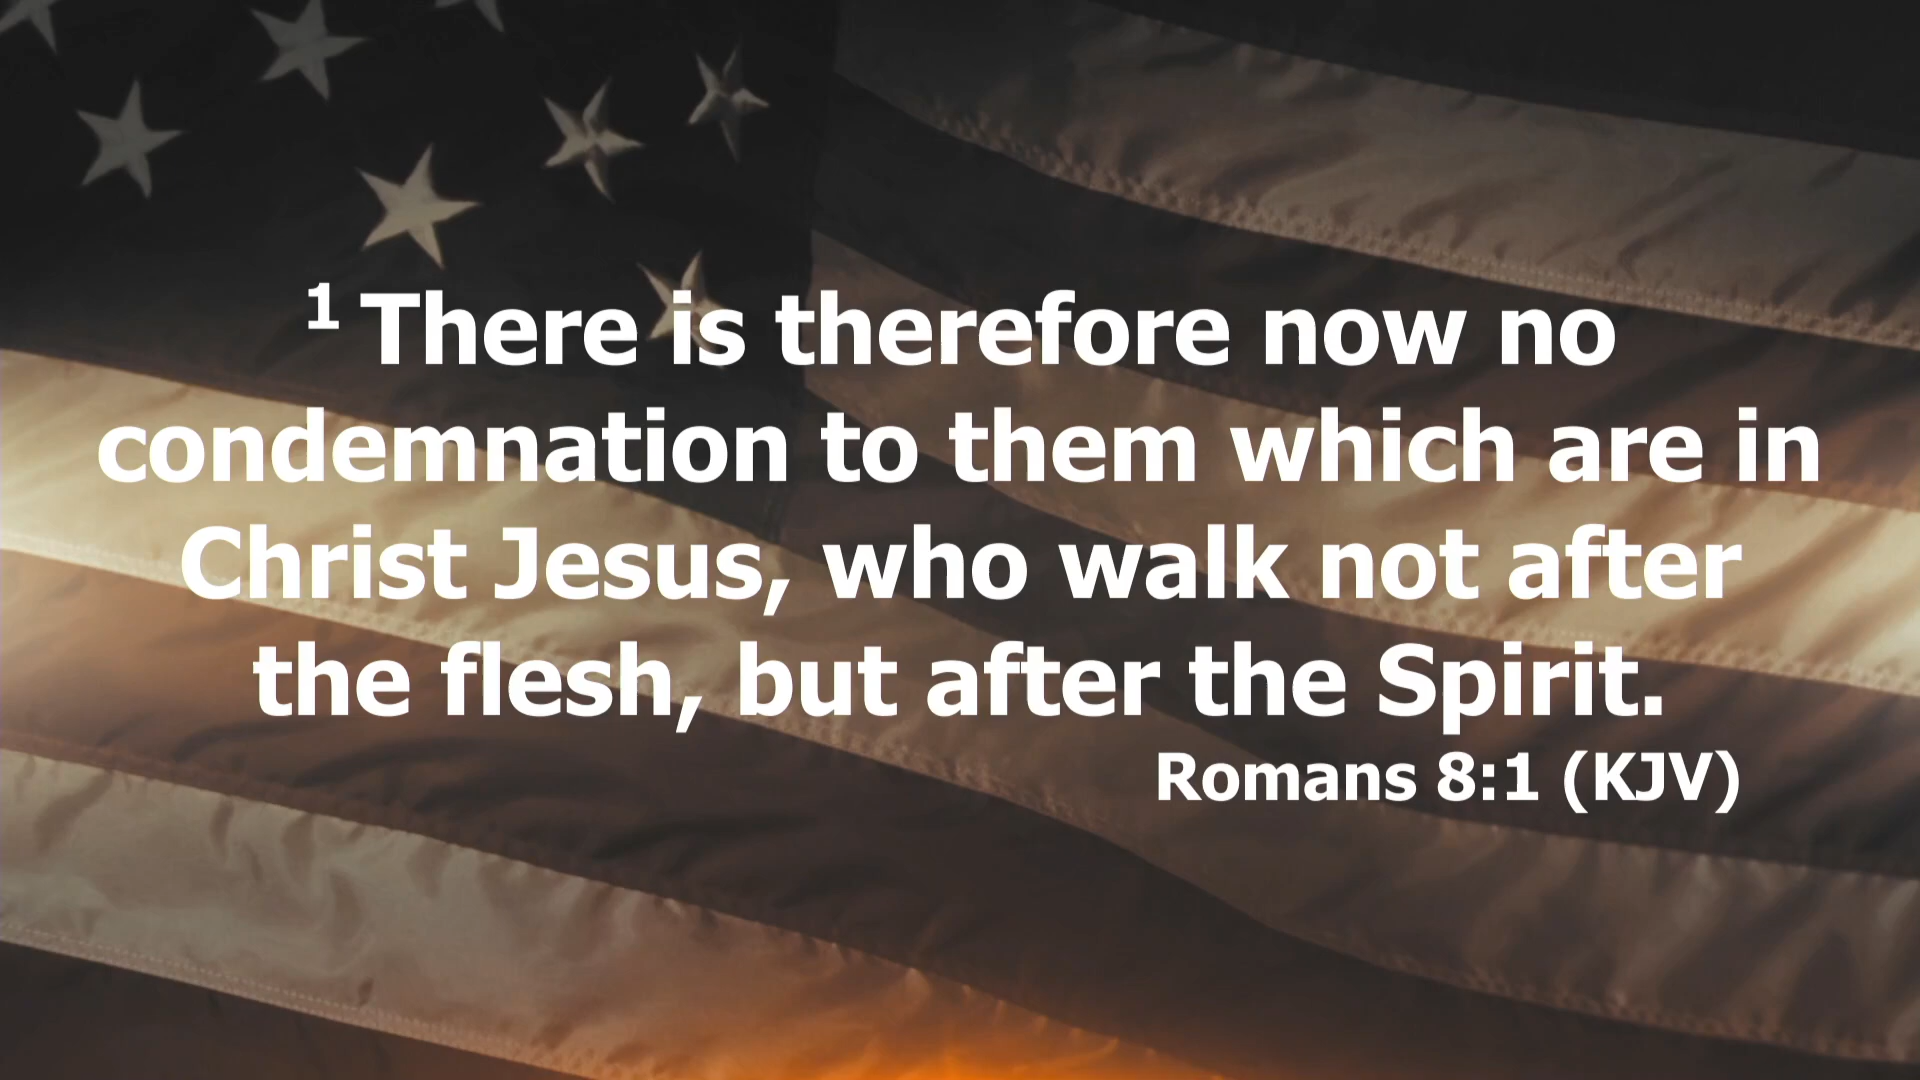 1 There is therefore now no
condemnation to them which are in
Christ Jesus, who walk not after
the flesh, but after the Spirit.
Romans 8:1 (KJV)